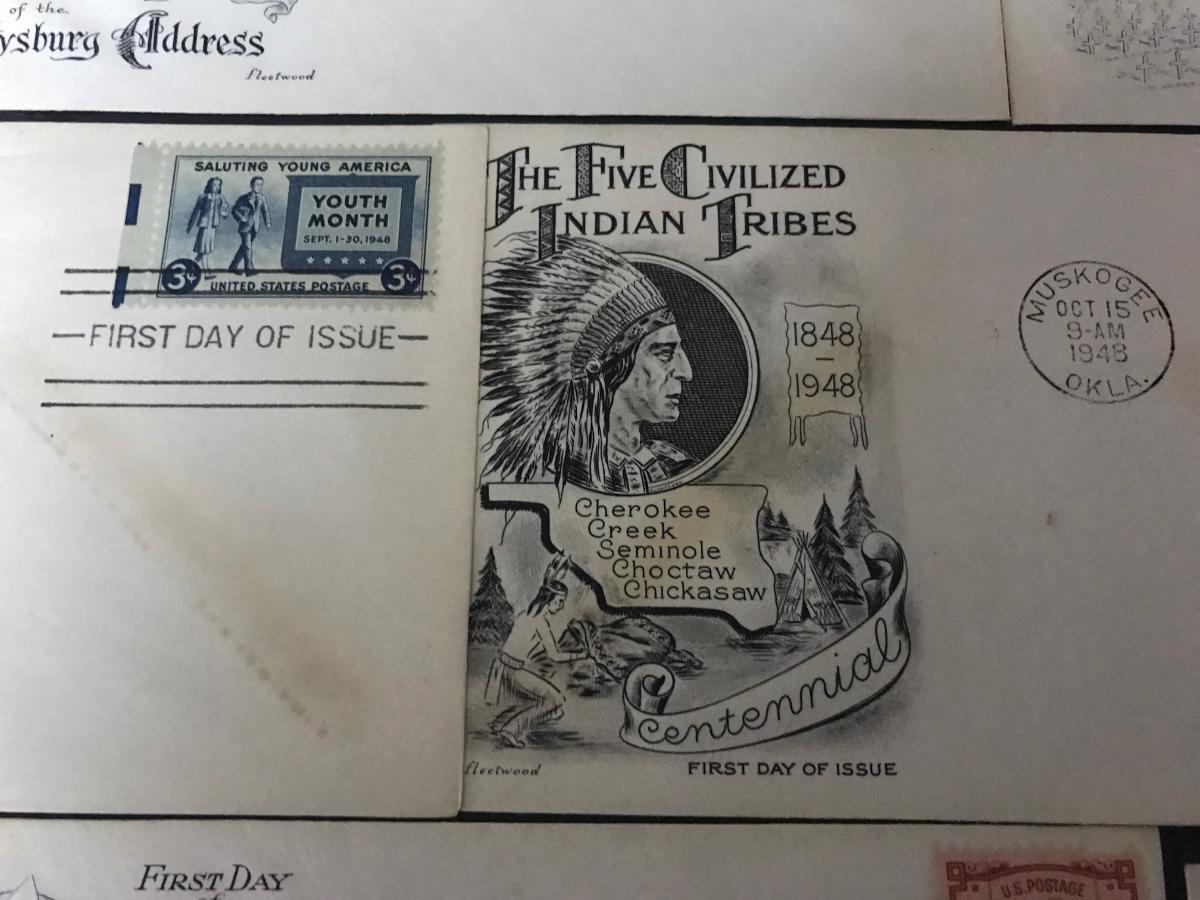 of the
ysburg Address
fleetwood
SALUTING YOUNG AMERICA
YOUTH
MONTH
SEPT. 1-30, 1948
3¢ 3¢
UNITED STATES POSTAGE
FIRST DAY OF ISSUE
THE FIVE CIVILIZED
INDIAN TRIBES
1848
–
1948
Cherokee
Creek
Seminole
Choctaw
Chickasaw
Centennial
fleetwood
FIRST DAY OF ISSUE
MUSKOGEE
OCT 15
9-AM
1948
OKLA.
FIRST DAY
U.S. POSTAGE